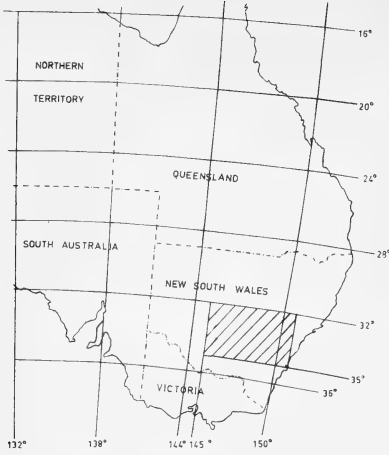 16°
NORTHERN
TERRITORY
20°
QUEENSLAND
24°
SOUTH AUSTRALIA
28°
NEW SOUTH WALES
32°
35°
VICTORIA
36°
132°
138°
144° 145°
150°